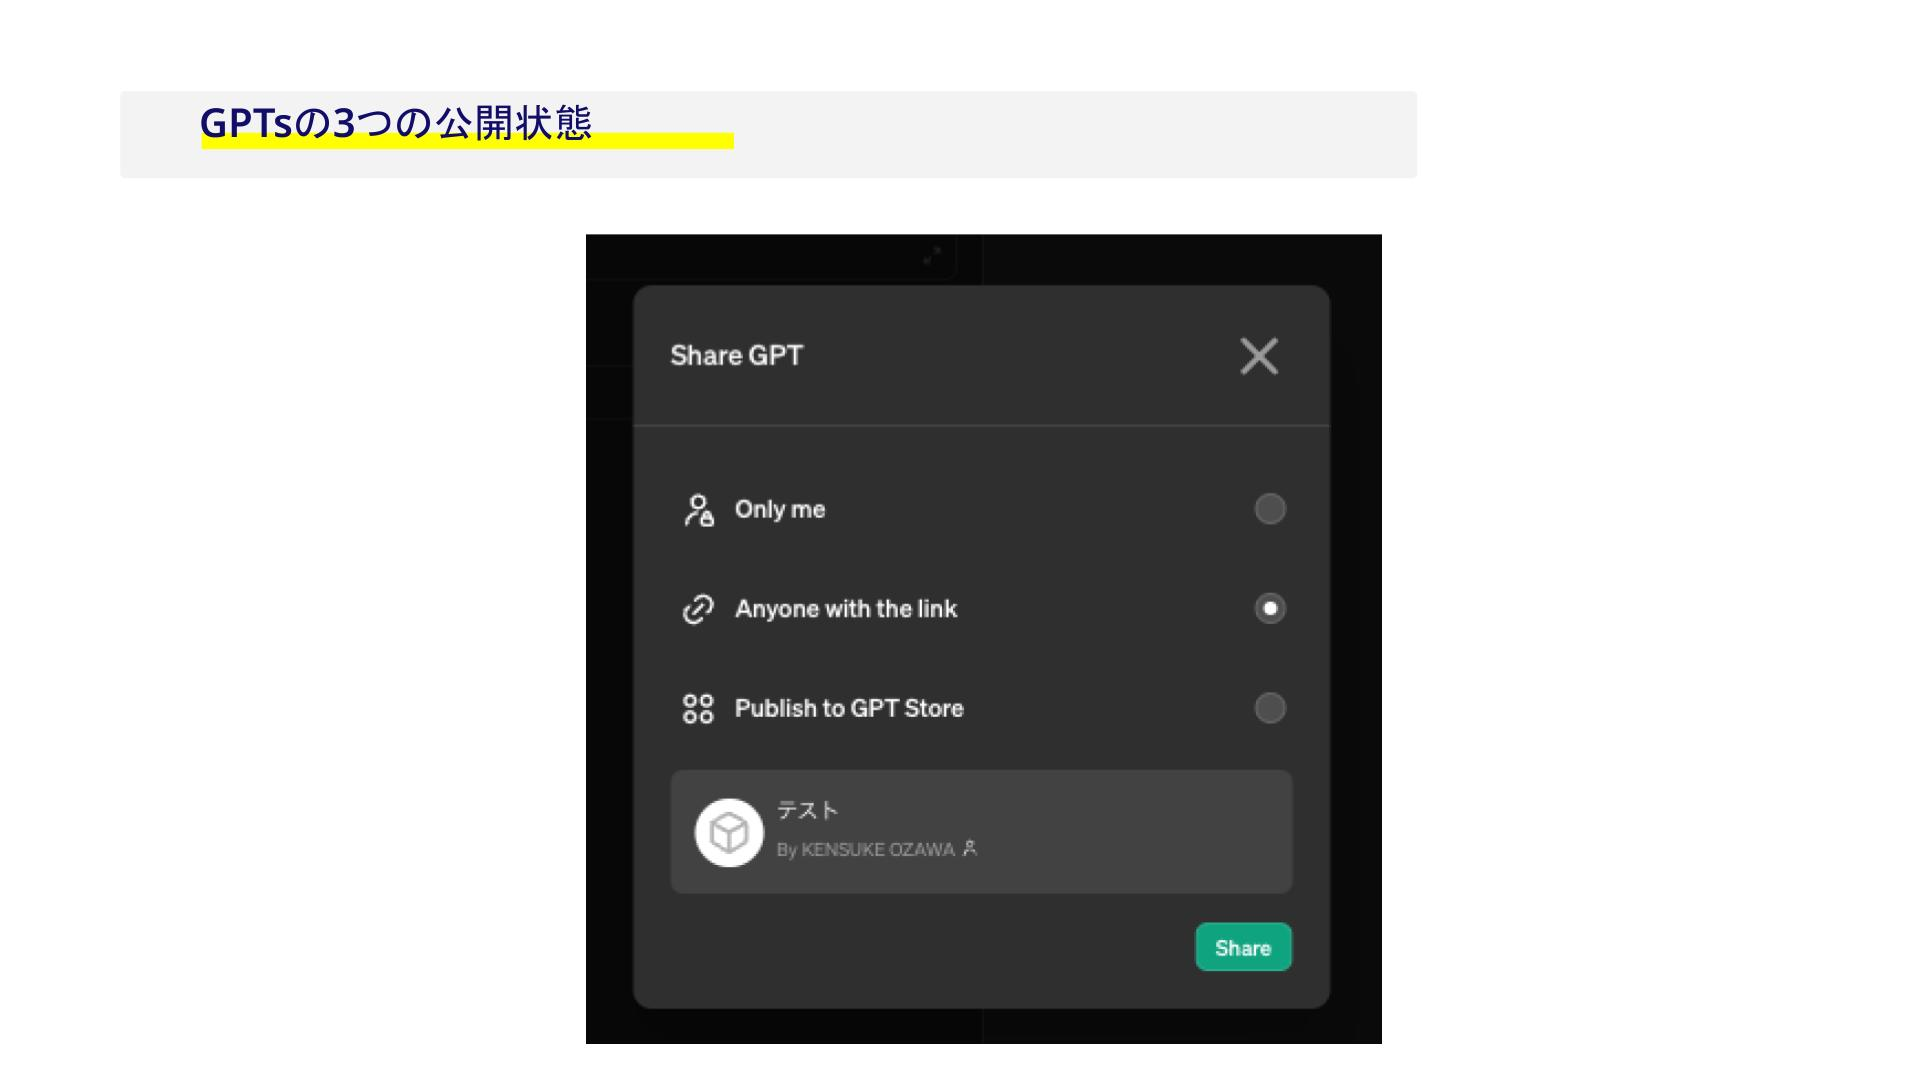 GPTsの3つの公開状態
Share GPT
Only me
Anyone with the link
Publish to GPT Store
テスト
By KENSUKE OZAWA
Share